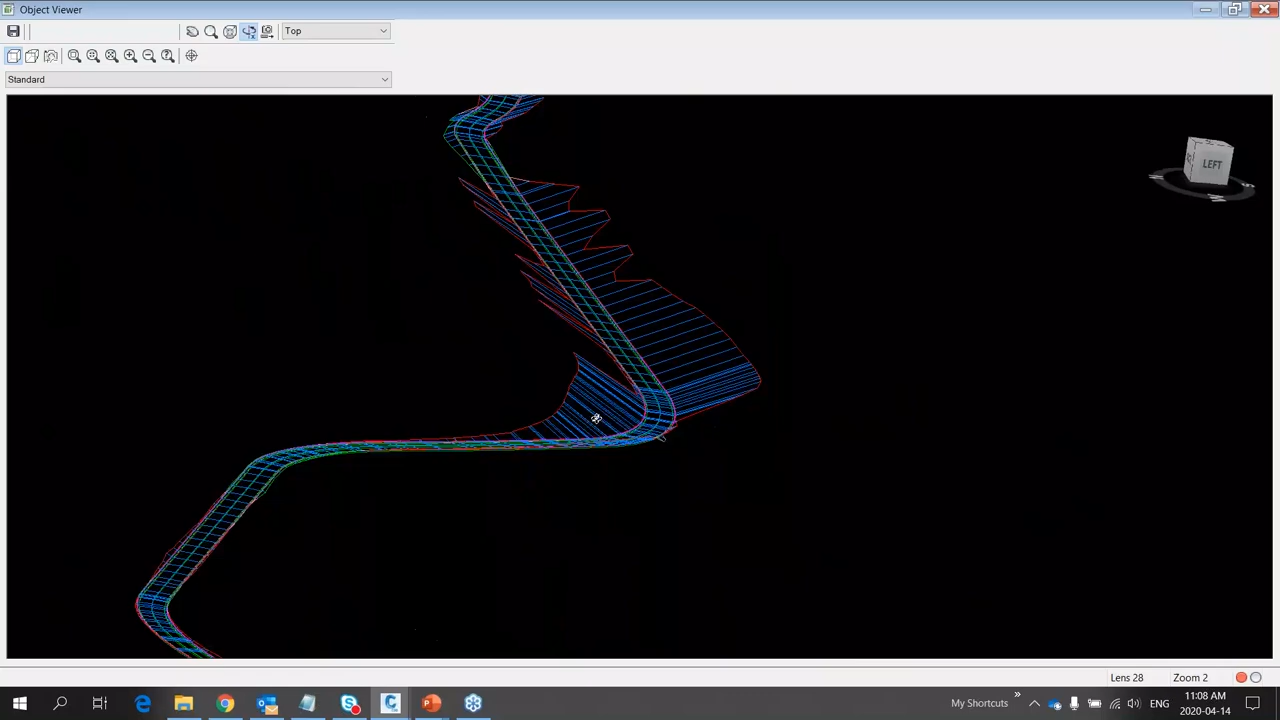 Object Viewer
Top
Standard
LEFT
Lens 28
Zoom 2
My Shortcuts
»
ENG
11:08 AM
2020-04-14